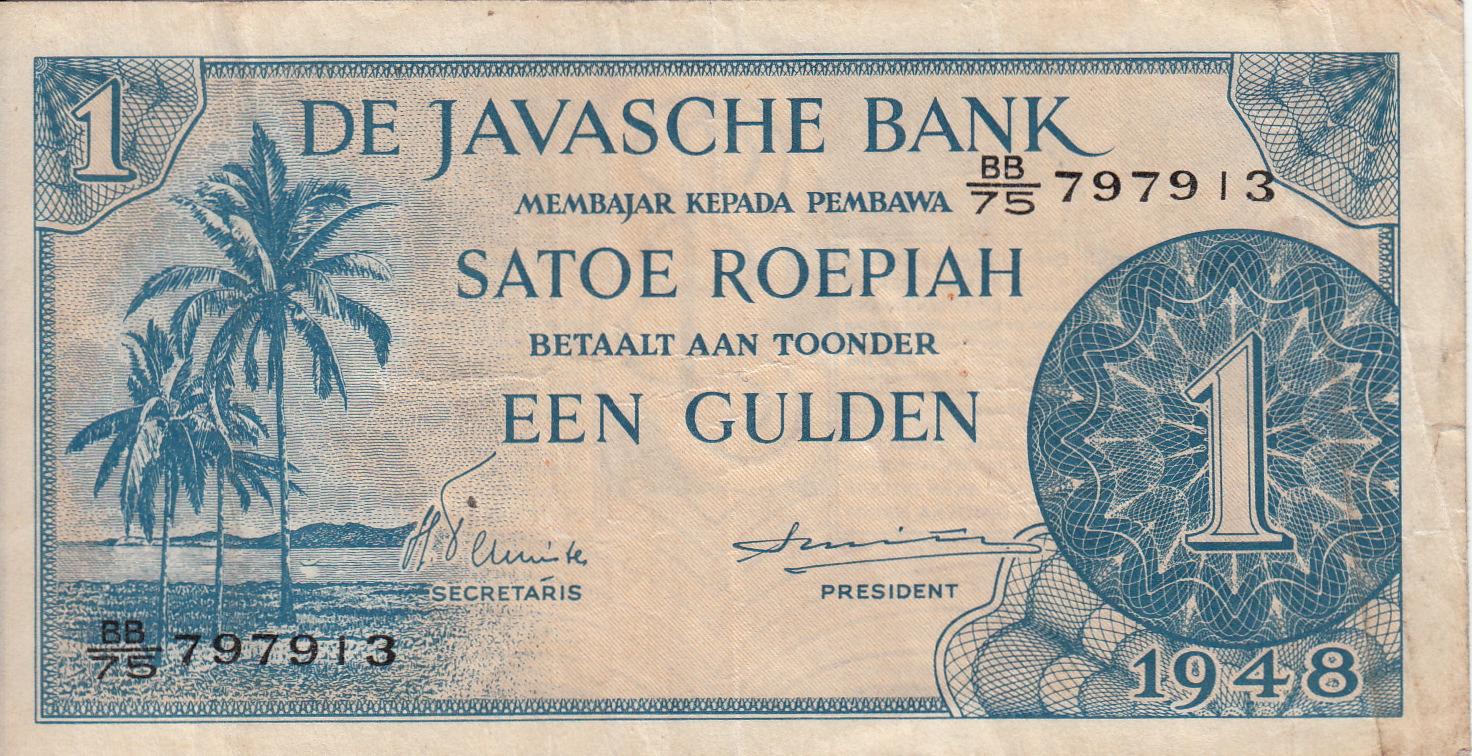 1
DE JAVASCHE BANK
MEMBAJAR KEPADA PEMBAWA
BB/75 797913
SATOE ROEPIAH
BETAALT AAN TOONDER
EEN GULDEN
1
SECRETARIS
PRESIDENT
BB/75 797913
1948